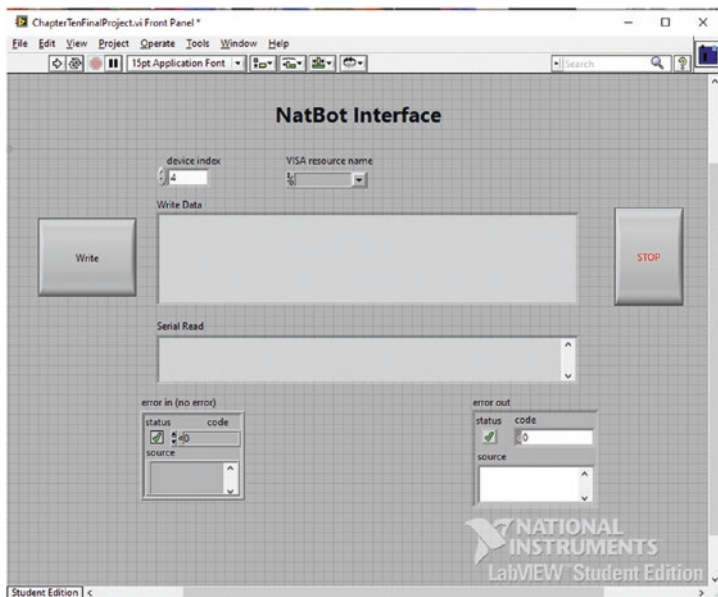 ChapterTenFinalProject.vi Front Panel *
File Edit View Project Operate Tools Window Help
15pt Application Font
Search
?
NatBot Interface
device index
VISA resource name
4
Write Data
Write
STOP
Serial Read
error in (no error)
error out
status code
status code
0
0
source
source
NATIONAL
INSTRUMENTS
LabVIEW™ Student Edition
Student Edition